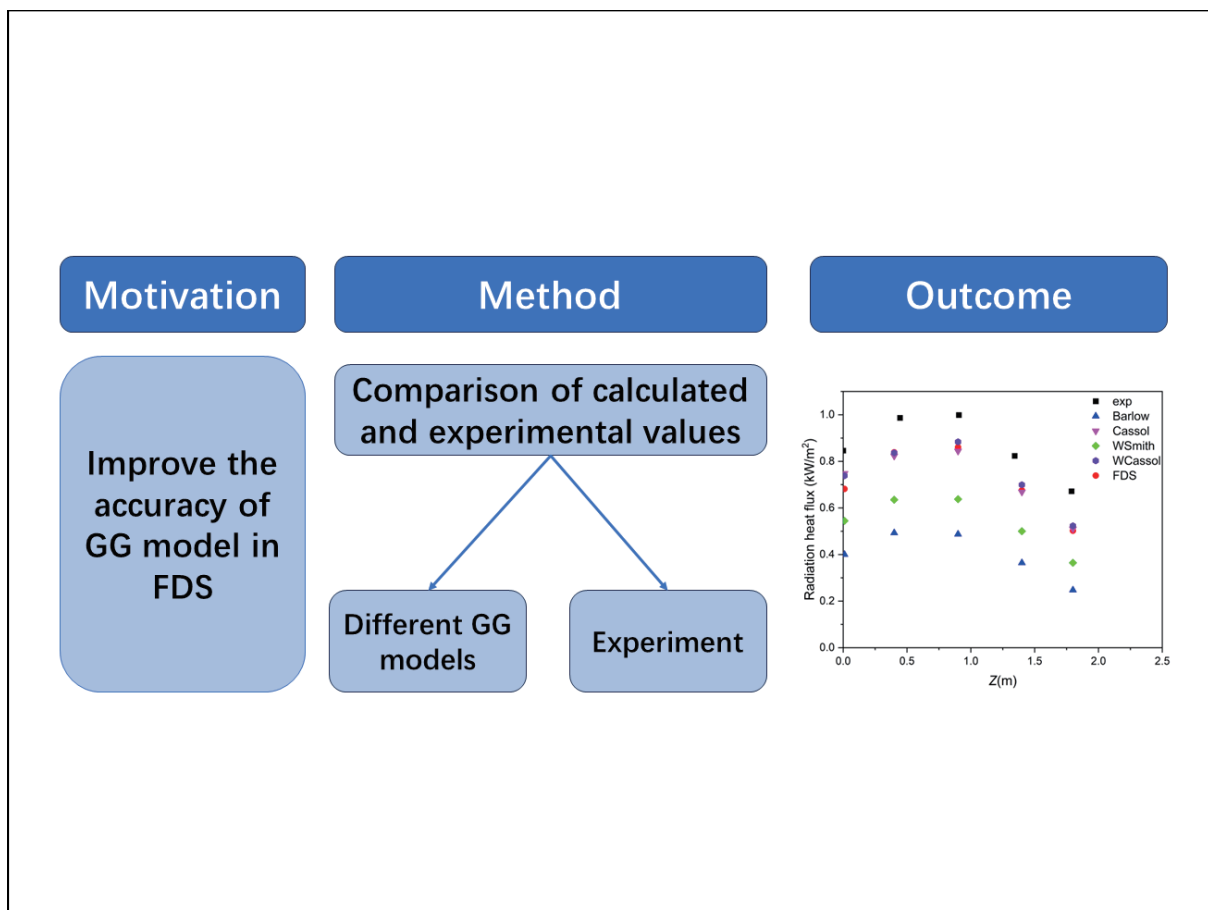 Motivation
Method
Outcome
Improve the
accuracy of
GG model in
FDS
Comparison of calculated
and experimental values
Different GG
models
Experiment
exp
Barlow
Cassol
WSmith
WCassol
FDS
Radiation heat flux (kW/m²)
1.0
0.8
0.6
0.4
0.2
0.0
0.0 0.5 1.0 1.5 2.0 2.5
Z(m)